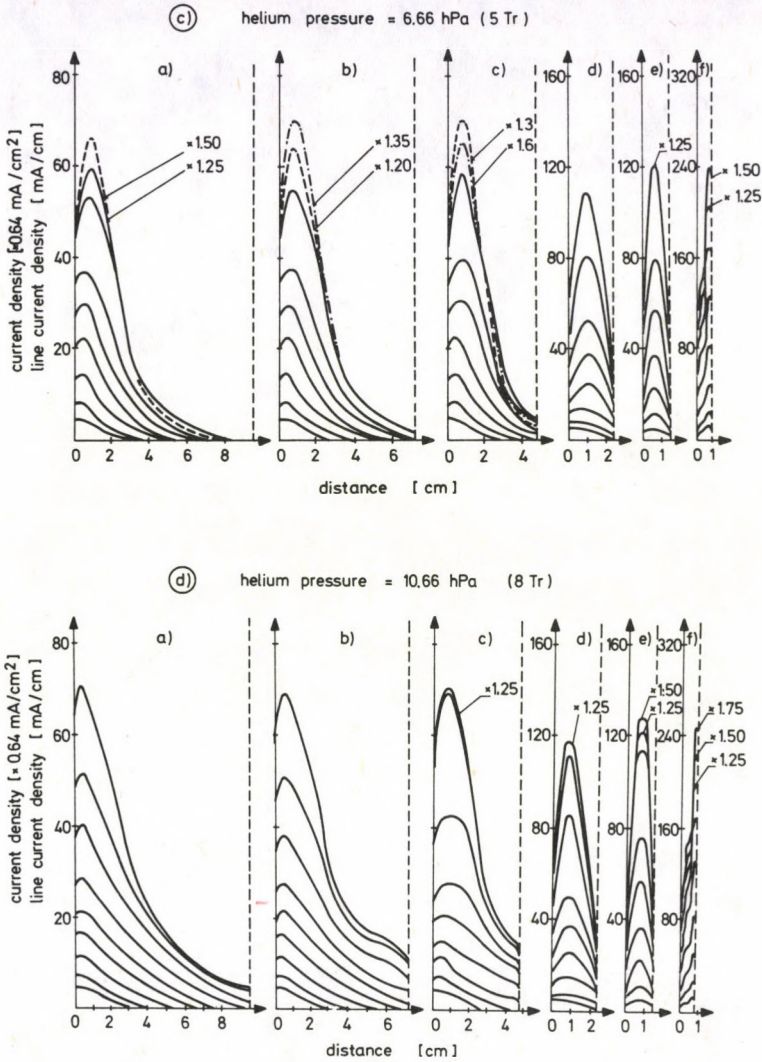 c) helium pressure = 6.66 hPa (5 Tr)
a) b) c) d) e) f)
current density [×0.64 mA/cm²]
line current density [mA/cm]
80
60
40
20
160
120
80
40
160
120
80
40
320
240
160
80
×1.50
×1.25
×1.35
×1.20
×1.3
×1.6
×1.25
×1.50
×1.25
0 2 4 6 8
0 2 4 6
0 2 4
0 1 2
0 1
0 1
distance [cm]
d) helium pressure = 10.66 hPa (8 Tr)
a) b) c) d) e) f)
current density [×0.64 mA/cm²]
line current density [mA/cm]
80
60
40
20
160
120
80
40
160
120
80
40
320
240
160
80
×1.25
×1.25
×1.50
×1.25
×1.75
×1.50
×1.25
0 2 4 6 8
0 2 4 6
0 2 4
0 1 2
0 1
0 1
distance [cm]